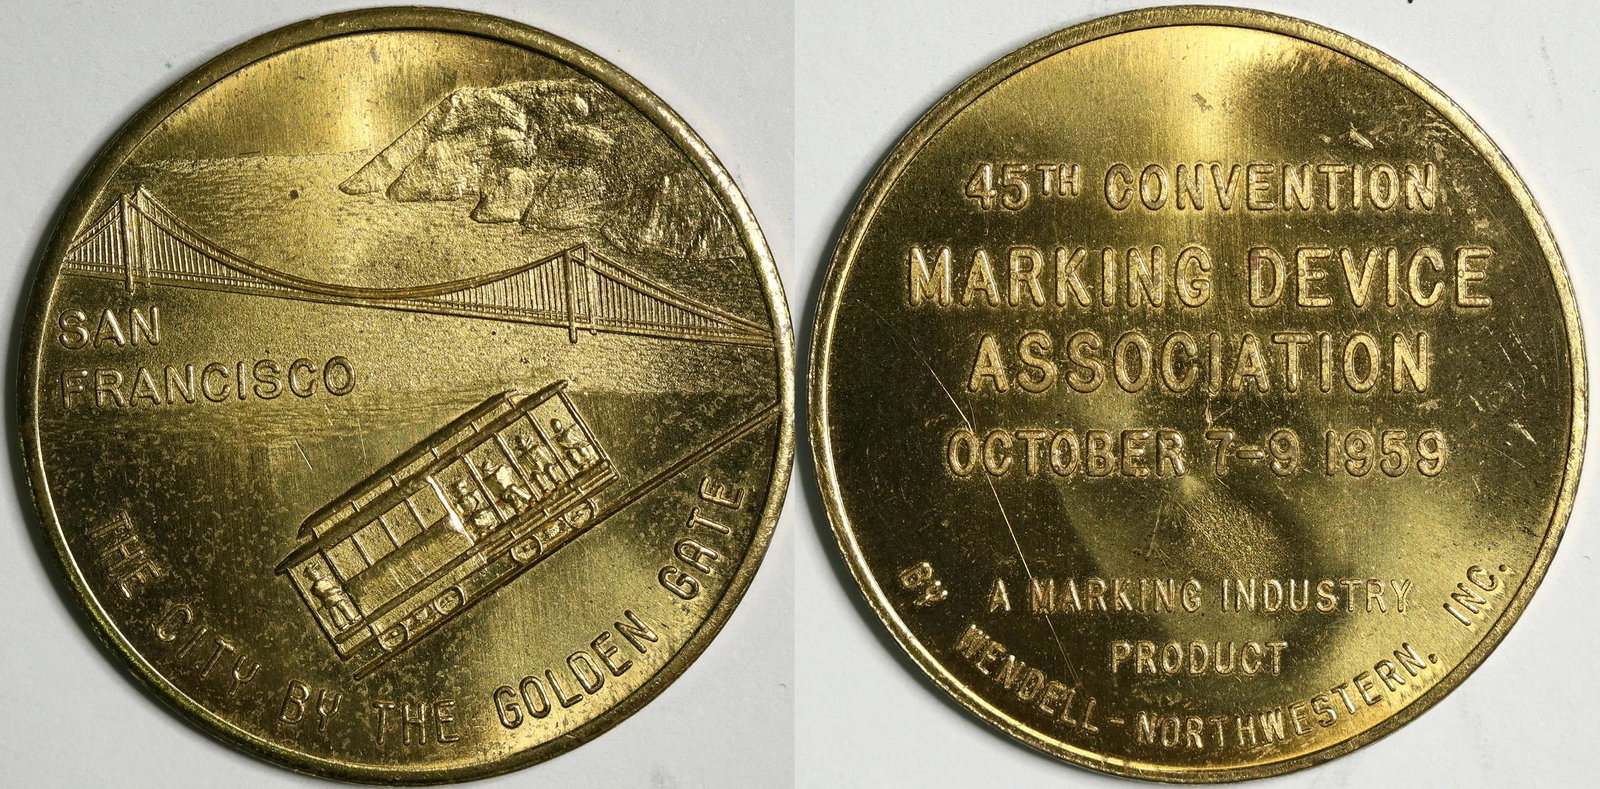 SAN
FRANCISCO
THE CITY BY THE GOLDEN GATE
45TH CONVENTION
MARKING DEVICE
ASSOCIATION
OCTOBER 7-9 1959
A MARKING INDUSTRY
PRODUCT
BY WENDELL-NORTHWESTERN, INC.